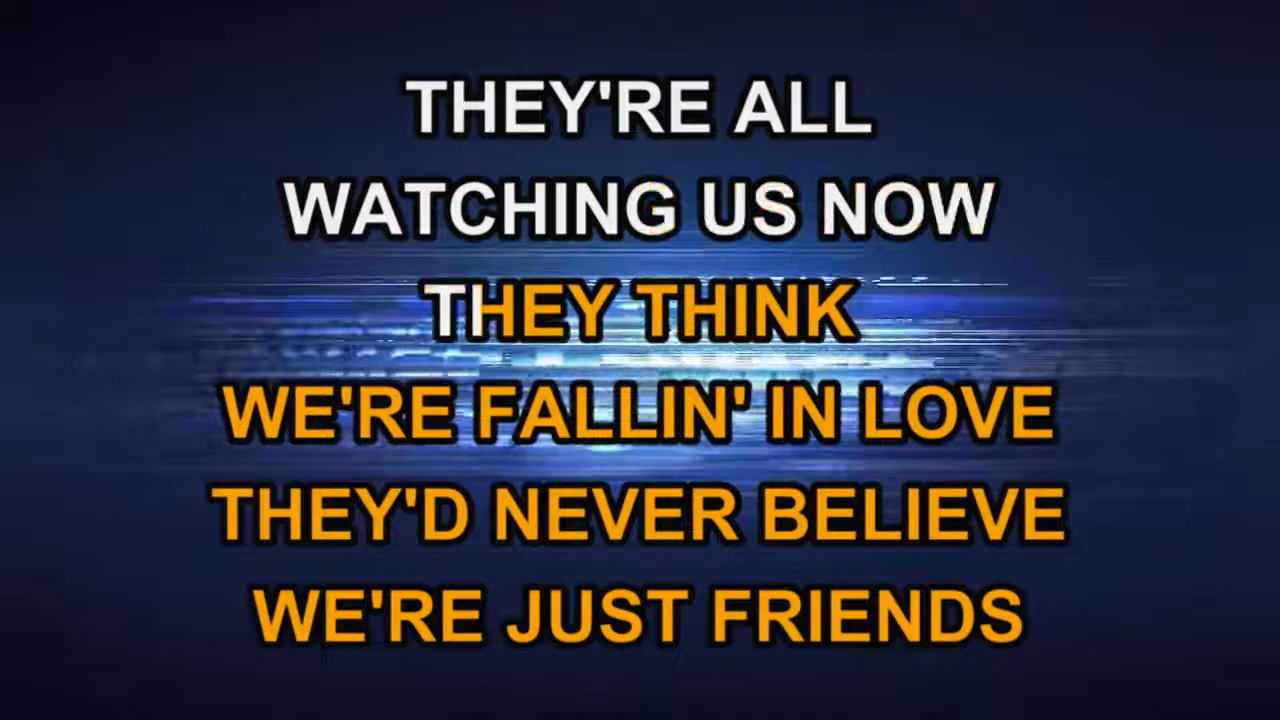 THEY'RE ALL
WATCHING US NOW
THEY THINK
WE'RE FALLIN' IN LOVE
THEY'D NEVER BELIEVE
WE'RE JUST FRIENDS